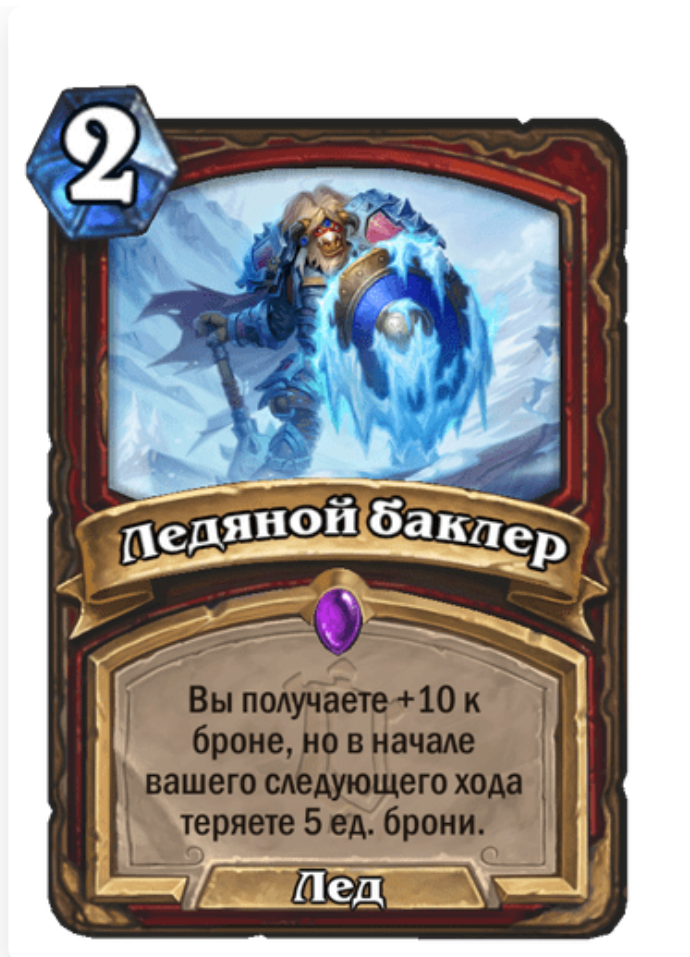 2
Ледяной баклер
Вы получаете +10 к
броне, но в начале
вашего следующего хода
теряете 5 ед. брони.
Лед